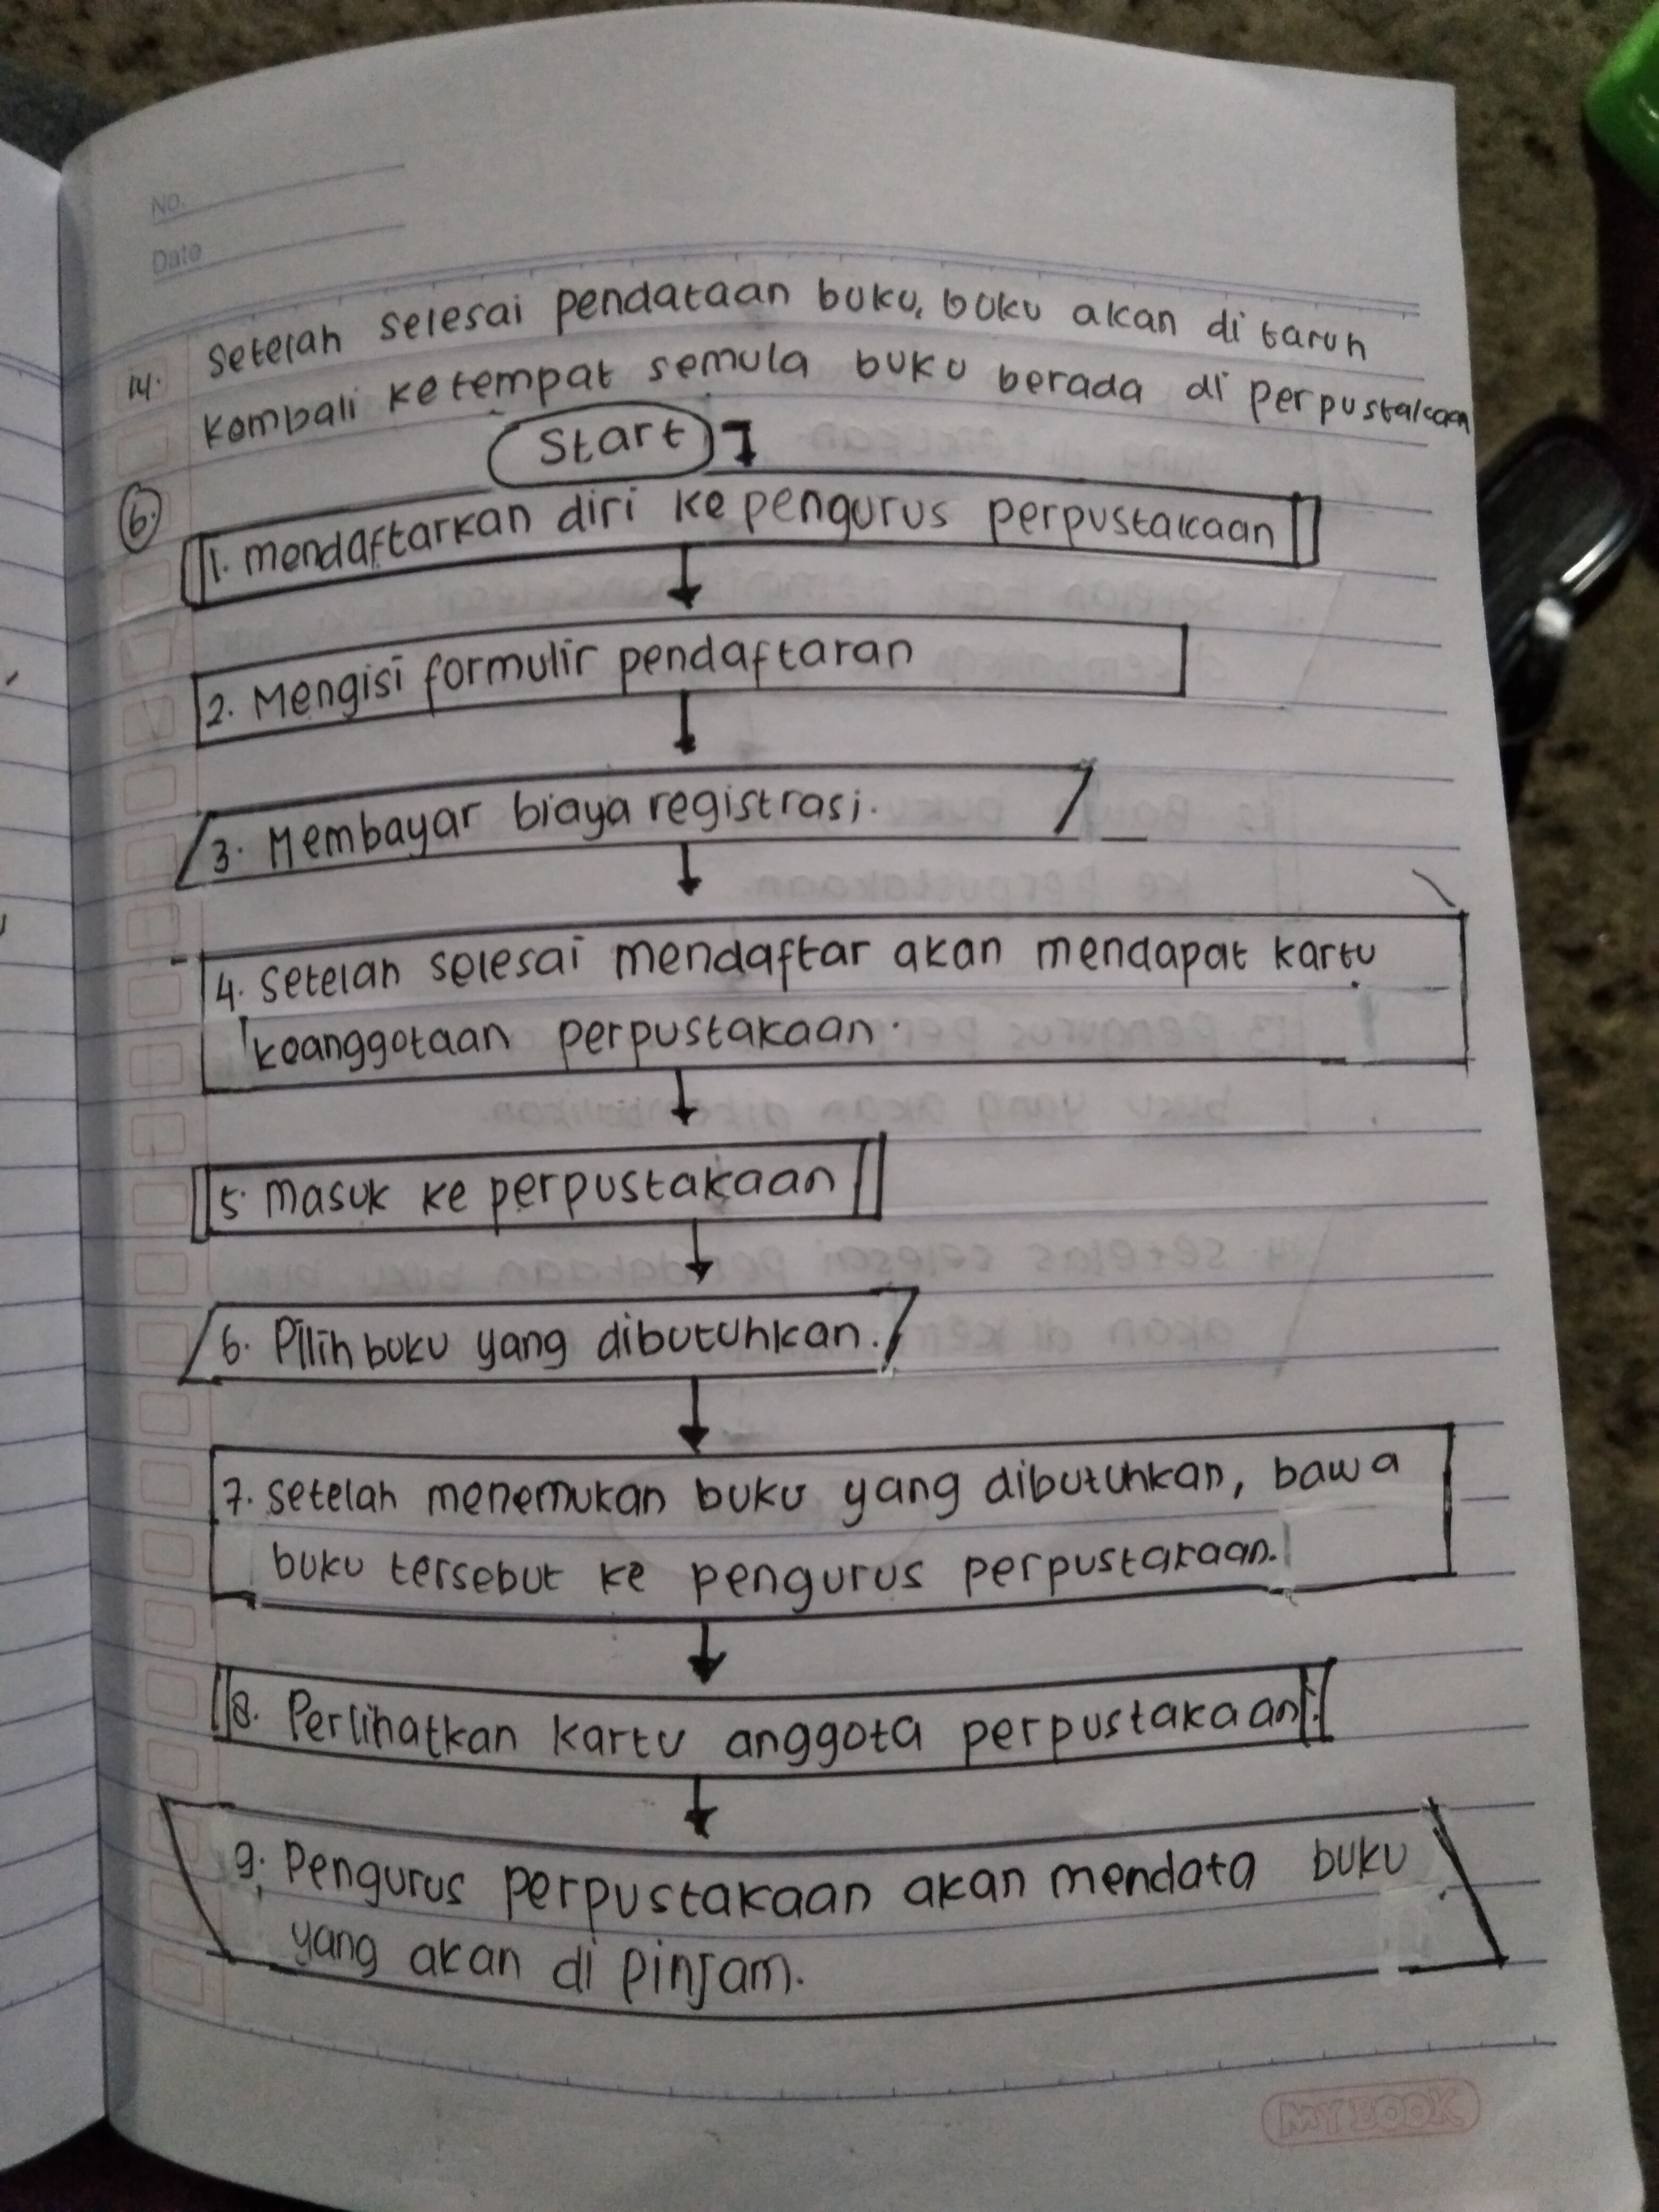 No.
Date
14. Setelah selesai pendataan buku, buku akan di taruh
kembali ke tempat semula buku berada di perpustakaan
Start
6.
1. mendaftarkan diri ke pengurus perpustakaan
2. Mengisi formulir pendaftaran
3. Membayar biaya registrasi.
4. setelah selesai mendaftar akan mendapat kartu
keanggotaan perpustakaan.
5. masuk ke perpustakaan
6. Pilih buku yang dibutuhkan.
7. setelah menemukan buku yang dibutuhkan, bawa
buku tersebut ke pengurus perpustakaan.
8. Perlihatkan kartu anggota perpustakaan.
9. Pengurus perpustakaan akan mendata buku
yang akan di pinjam.
MY BOOK